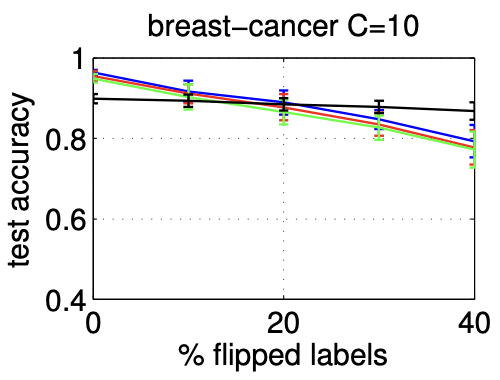 breast−cancer C=10
1
0.8
0.6
0.4
test accuracy
0 20 40
% flipped labels